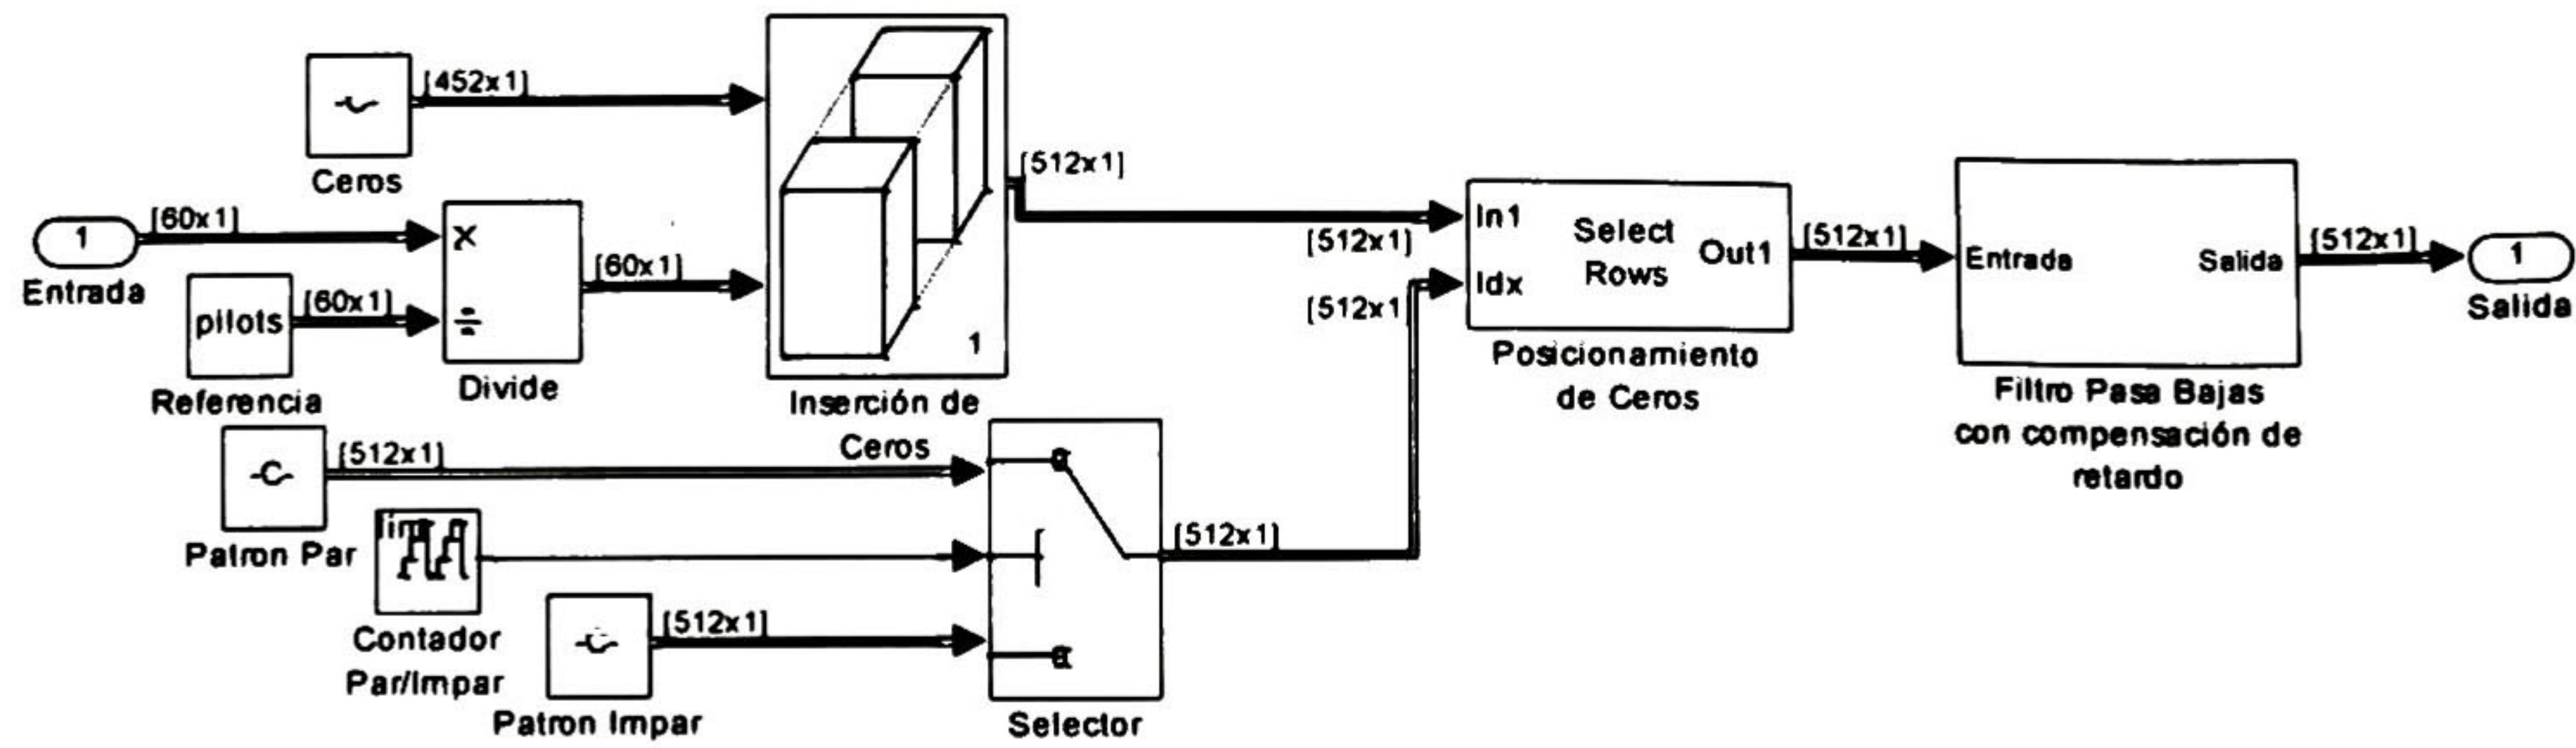 [452x1]
Ceros
1
Entrada
[60x1]
pilots
Referencia
[60x1]
×
÷
Divide
[60x1]
1
Inserción de
Ceros
[512x1]
[512x1]
In1
Idx
Select
Rows
Out1
[512x1
Posicionamiento
de Ceros
[512x1]
Entrada
Salida
Filtro Pasa Bajas
con compensación de
retardo
[512x1]
1
Salida
-C-
[512x1]
Patron Par
Contador
Par/Impar
-C-
[512x1]
Patron Impar
Selector
[512x1]